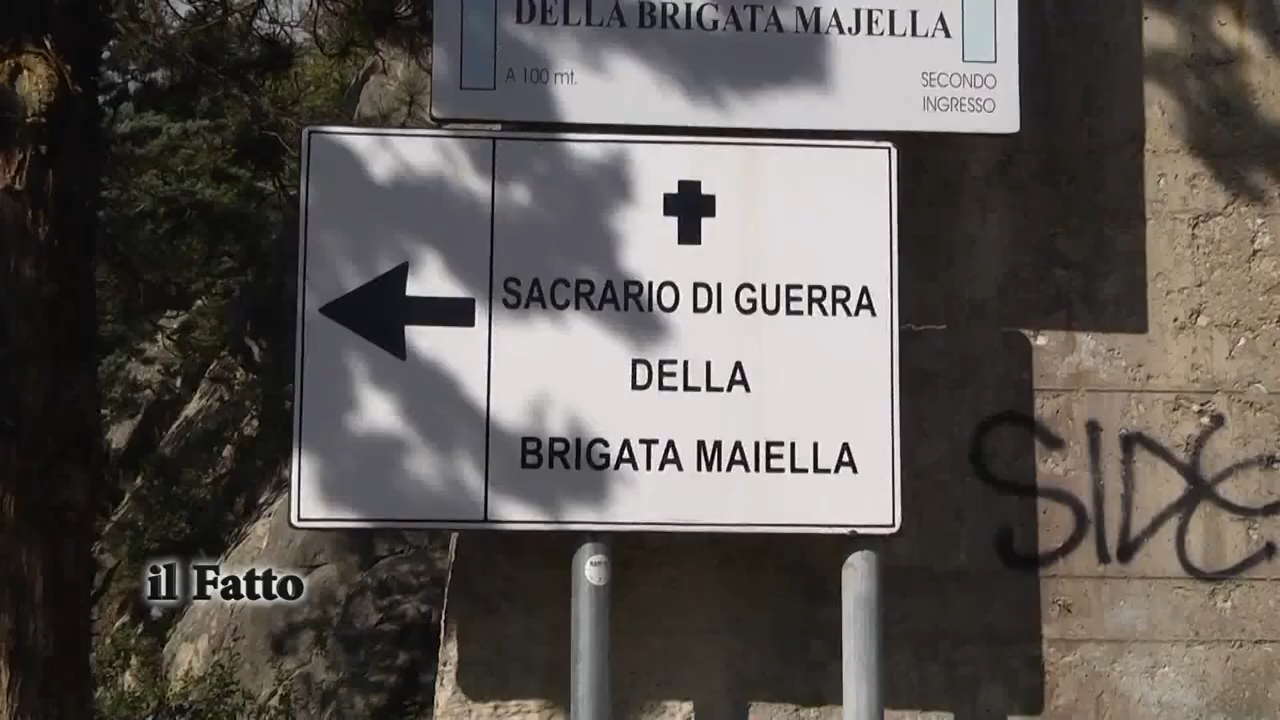 DELLA BRIGATA MAJELLA
A 100 mt.
SECONDO
INGRESSO
SACRARIO DI GUERRA
DELLA
BRIGATA MAIELLA
il Fatto